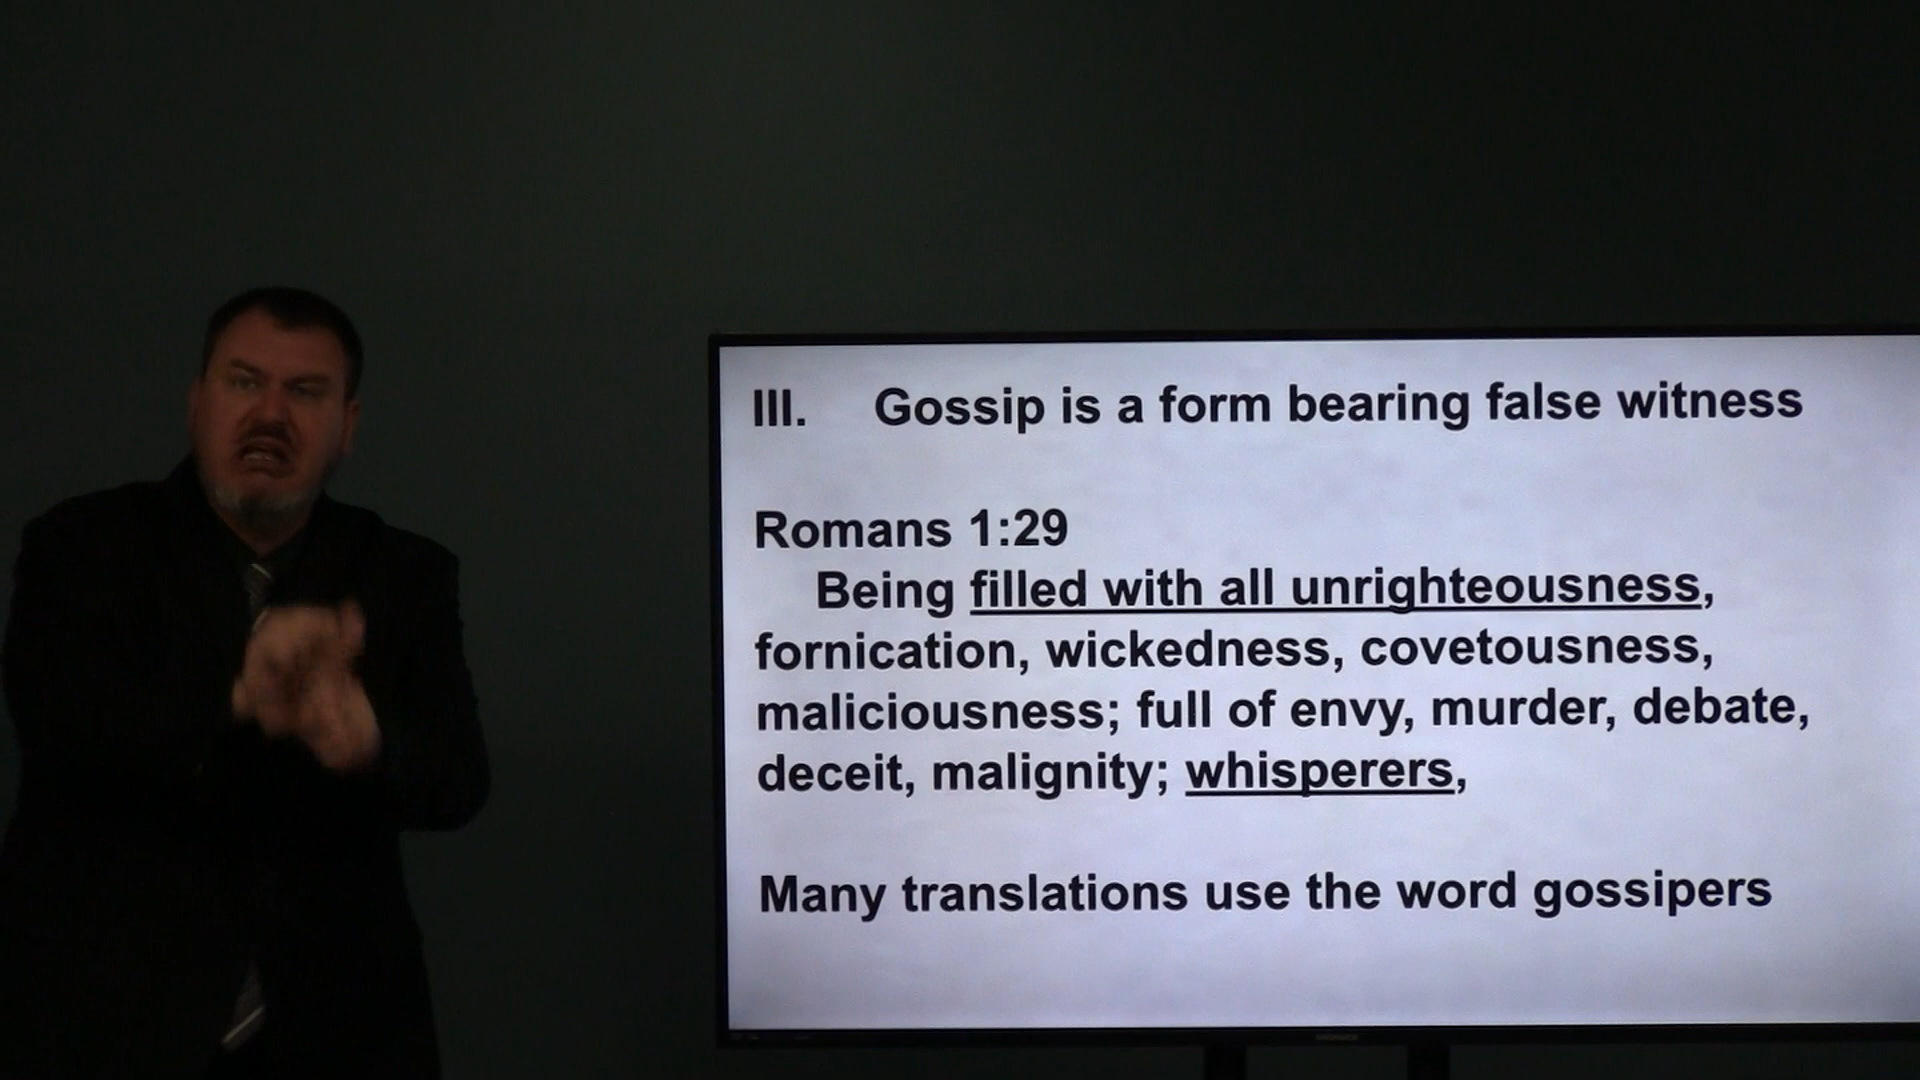 III. Gossip is a form bearing false witness
Romans 1:29
Being filled with all unrighteousness,
fornication, wickedness, covetousness,
maliciousness; full of envy, murder, debate,
deceit, malignity; whisperers,
Many translations use the word gossipers